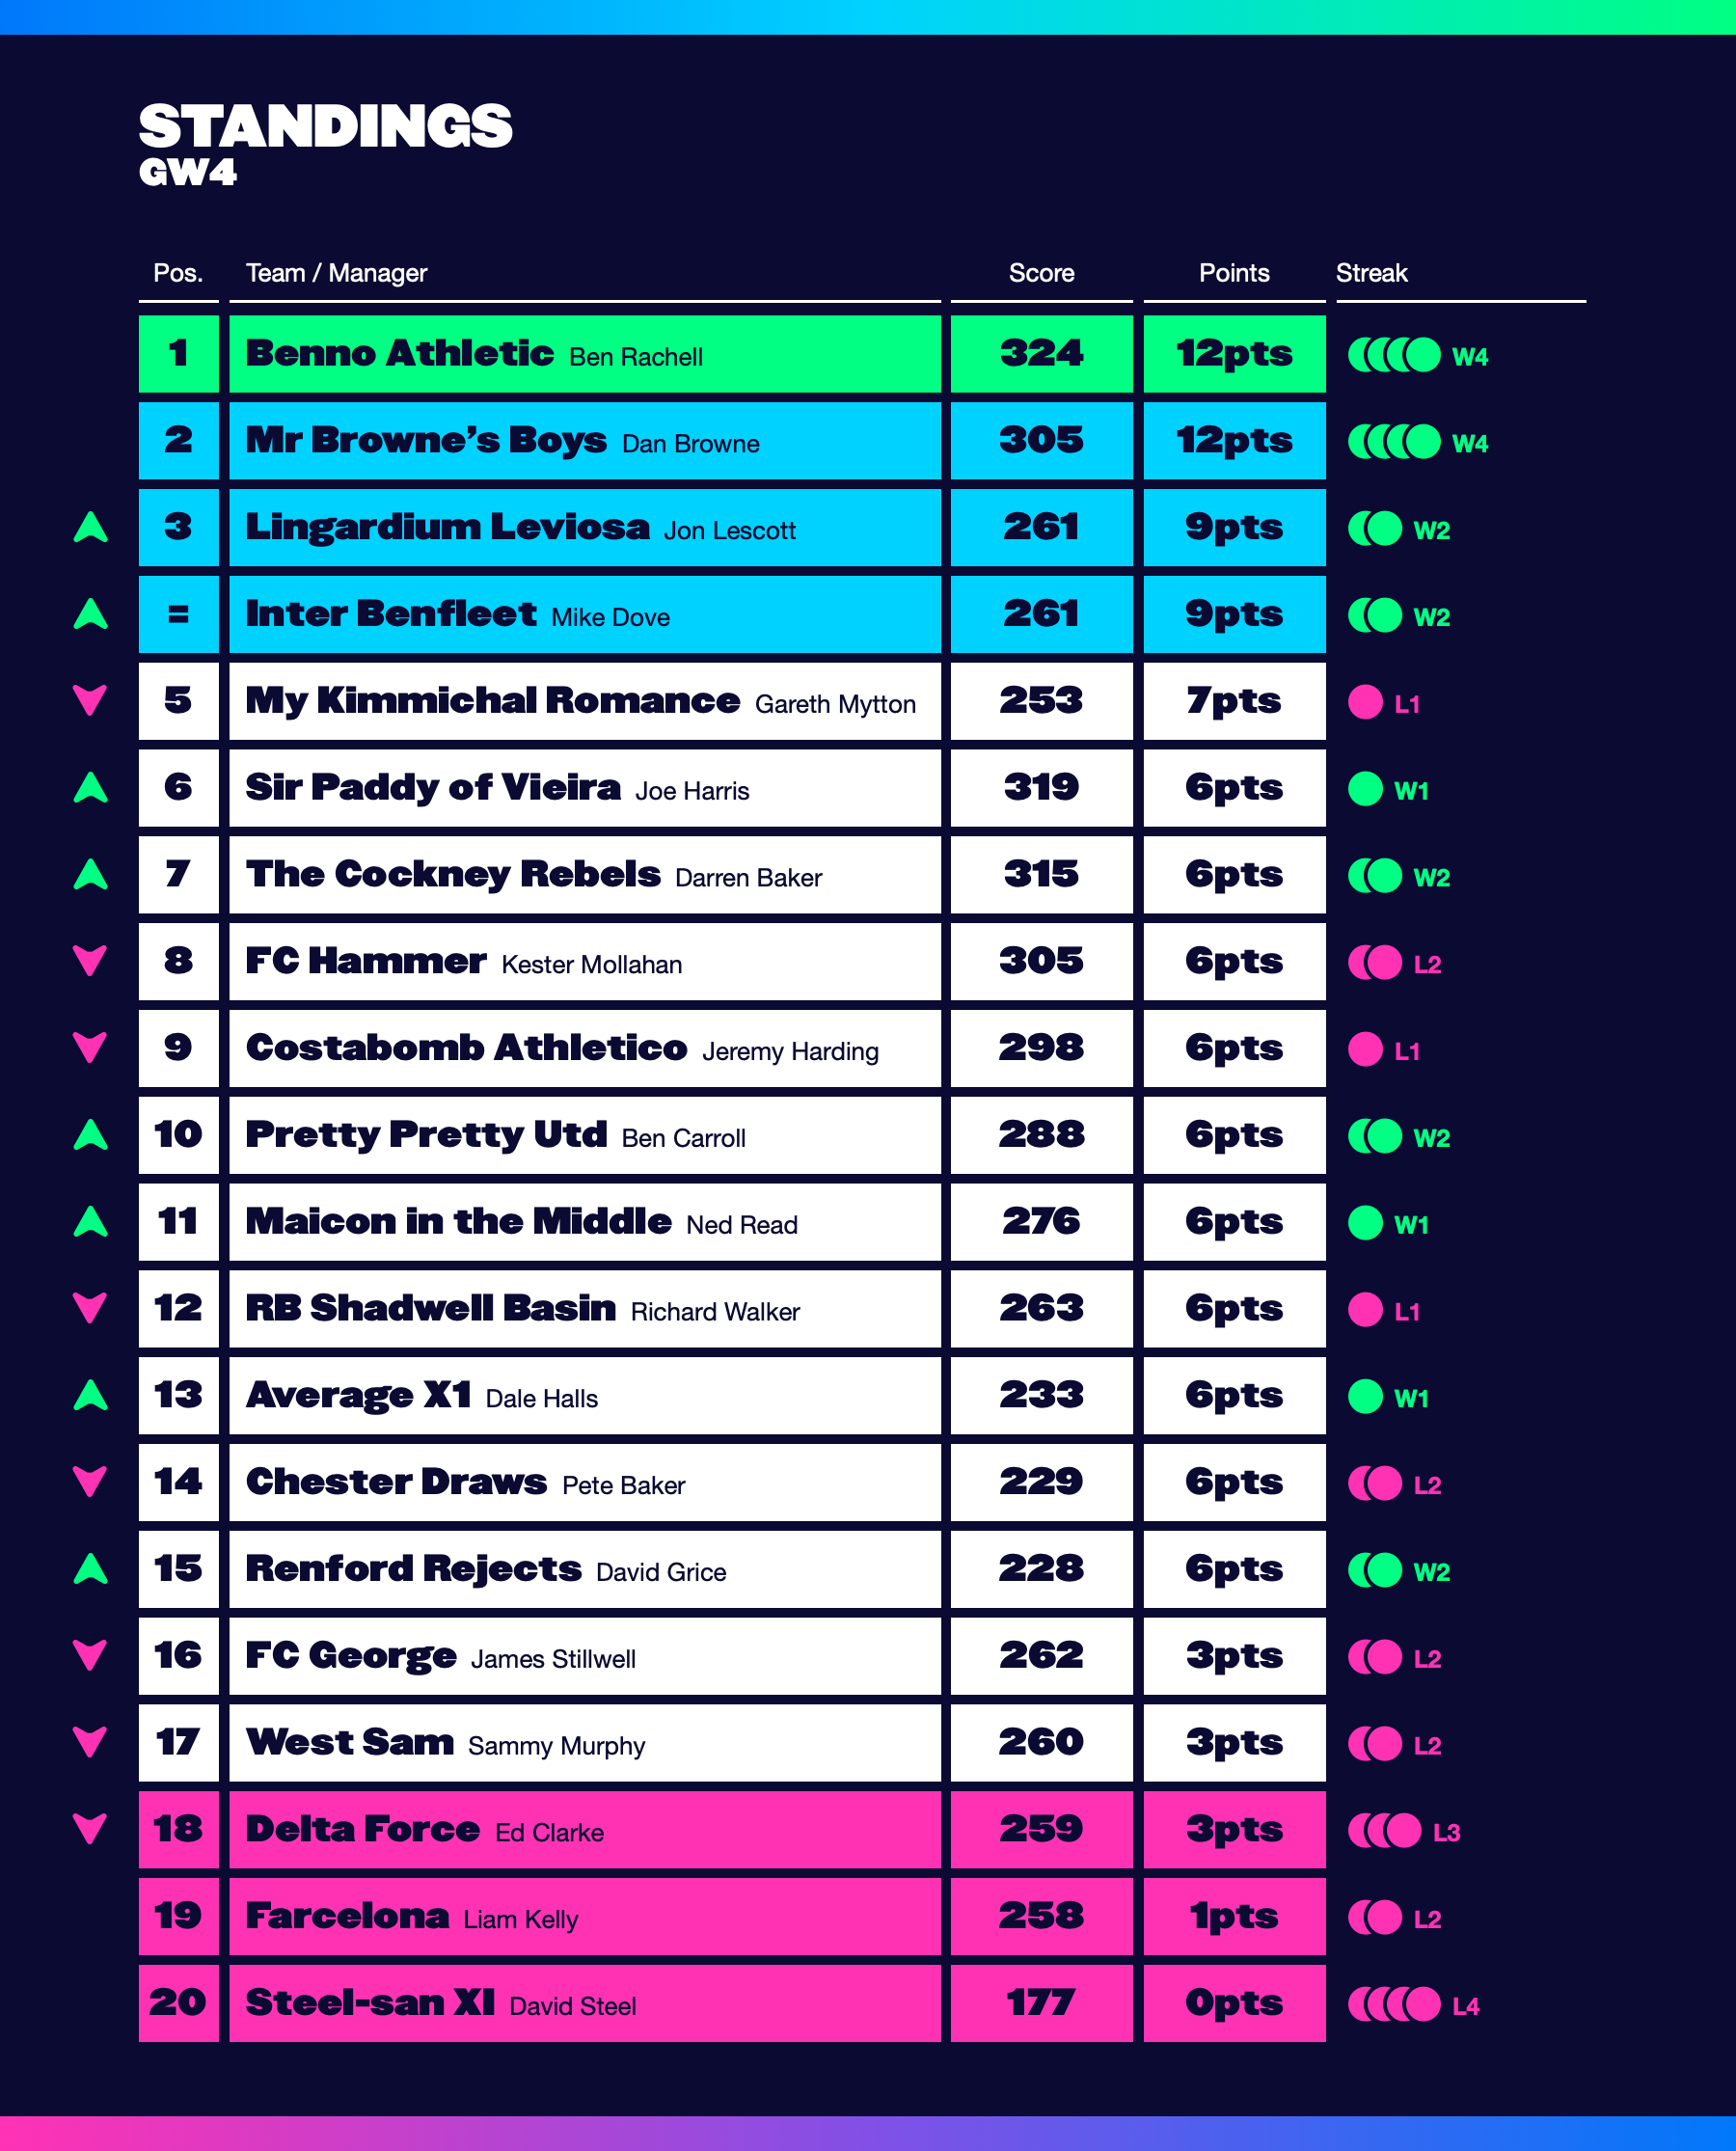 STANDINGS
GW4
Pos. Team / Manager Score Points Streak
1 Benno Athletic Ben Rachell 324 12pts W4
2 Mr Browne’s Boys Dan Browne 305 12pts W4
3 Lingardium Leviosa Jon Lescott 261 9pts W2
= Inter Benfleet Mike Dove 261 9pts W2
5 My Kimmichal Romance Gareth Mytton 253 7pts L1
6 Sir Paddy of Vieira Joe Harris 319 6pts W1
7 The Cockney Rebels Darren Baker 315 6pts W2
8 FC Hammer Kester Mollahan 305 6pts L2
9 Costabomb Athletico Jeremy Harding 298 6pts L1
10 Pretty Pretty Utd Ben Carroll 288 6pts W2
11 Maicon in the Middle Ned Read 276 6pts W1
12 RB Shadwell Basin Richard Walker 263 6pts L1
13 Average X1 Dale Halls 233 6pts W1
14 Chester Draws Pete Baker 229 6pts L2
15 Renford Rejects David Grice 228 6pts W2
16 FC George James Stillwell 262 3pts L2
17 West Sam Sammy Murphy 260 3pts L2
18 Delta Force Ed Clarke 259 3pts L3
19 Farcelona Liam Kelly 258 1pts L2
20 Steel-san XI David Steel 177 0pts L4